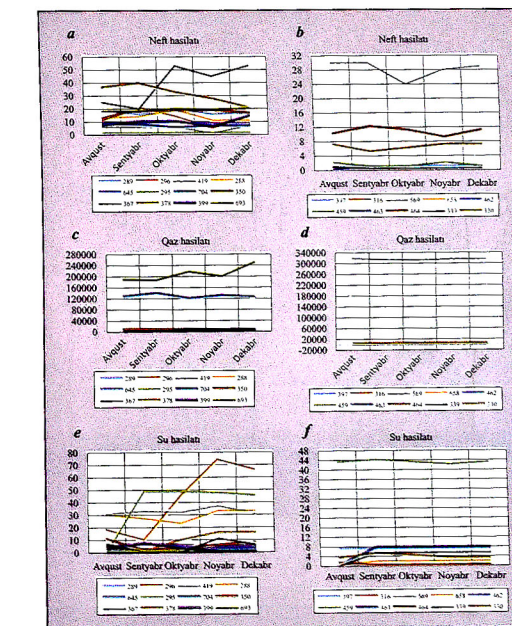 a
Neft hasilatı
60
50
40
30
20
10
0
Avqust Sentyabr Oktyabr Noyabr Dekabr
289 296 419 288
645 295 704 350
367 378 399 693
b
Neft hasilatı
32
28
24
20
16
12
8
4
0
Avqust Sentyabr Oktyabr Noyabr Dekabr
397 316 569 658 462
459 463 464 330
c
Qaz hasilatı
280000
240000
200000
160000
120000
80000
40000
0
Avqust Sentyabr Oktyabr Noyabr Dekabr
289 296 419 288
645 295 704 350
367 378 399 693
d
Qaz hasilatı
340000
300000
260000
220000
180000
140000
100000
60000
20000
-20000
Avqust Sentyabr Oktyabr Noyabr Dekabr
397 316 569 658 462
459 463 464 339 330
e
Su hasilatı
80
70
60
50
40
30
20
10
0
Avqust Sentyabr Oktyabr Noyabr Dekabr
289 296 419 288
645 295 704 350
367 378 399 693
f
Su hasilatı
48
44
40
36
32
28
24
20
16
12
8
4
0
Avqust Sentyabr Oktyabr Noyabr Dekabr
397 316 569 658 462
459 463 464 339 330